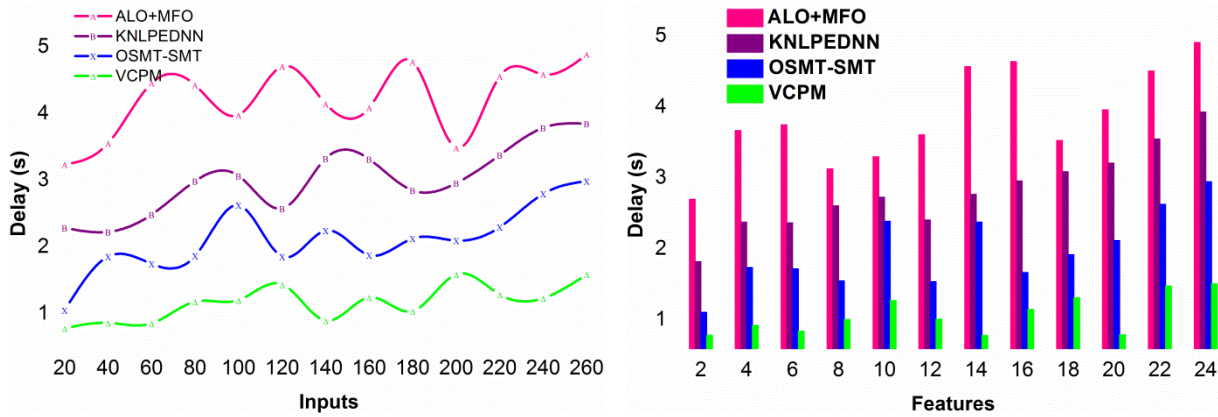 ALO+MFO
KNLPEDNN
OSMT-SMT
VCPM
5
4
3
2
1
Delay (s)
20 40 60 80 100 120 140 160 180 200 220 240 260
Inputs
ALO+MFO
KNLPEDNN
OSMT-SMT
VCPM
5
4
3
2
1
Delay (s)
2 4 6 8 10 12 14 16 18 20 22 24
Features